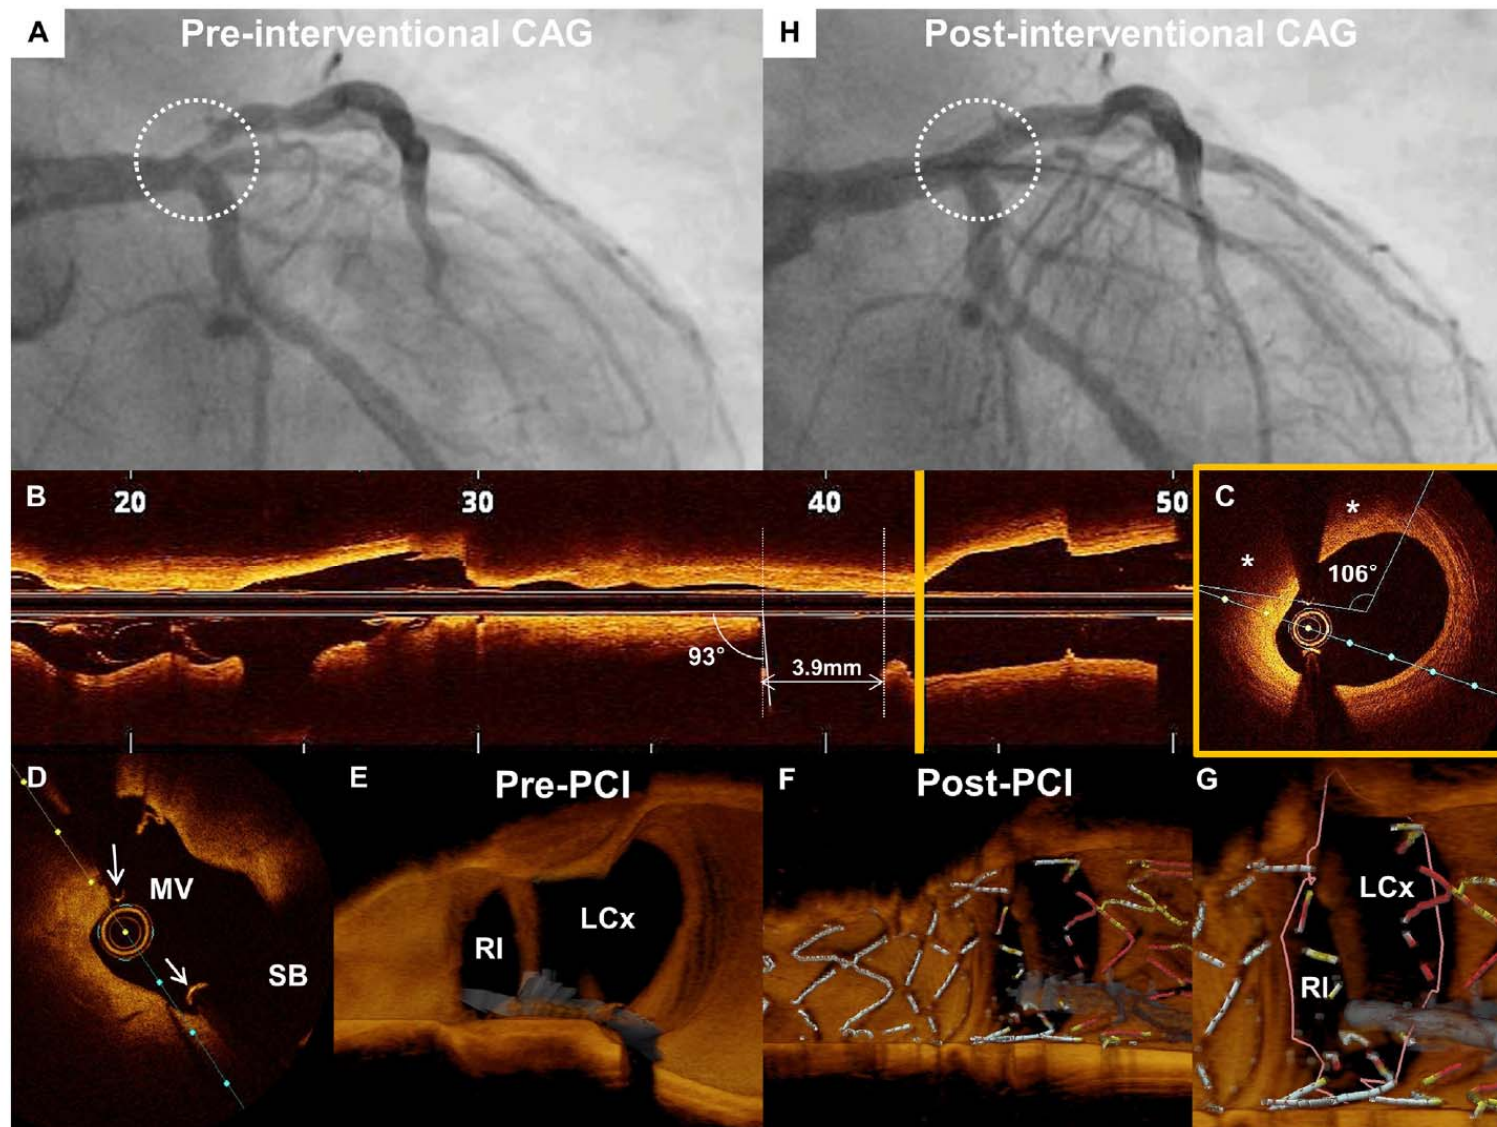 A
Pre-interventional CAG
H
Post-interventional CAG
B
20
30
40
50
93°
3.9mm
C
*
*
106°
D
MV
SB
E
Pre-PCI
RI
LCx
F
Post-PCI
G
LCx
RI